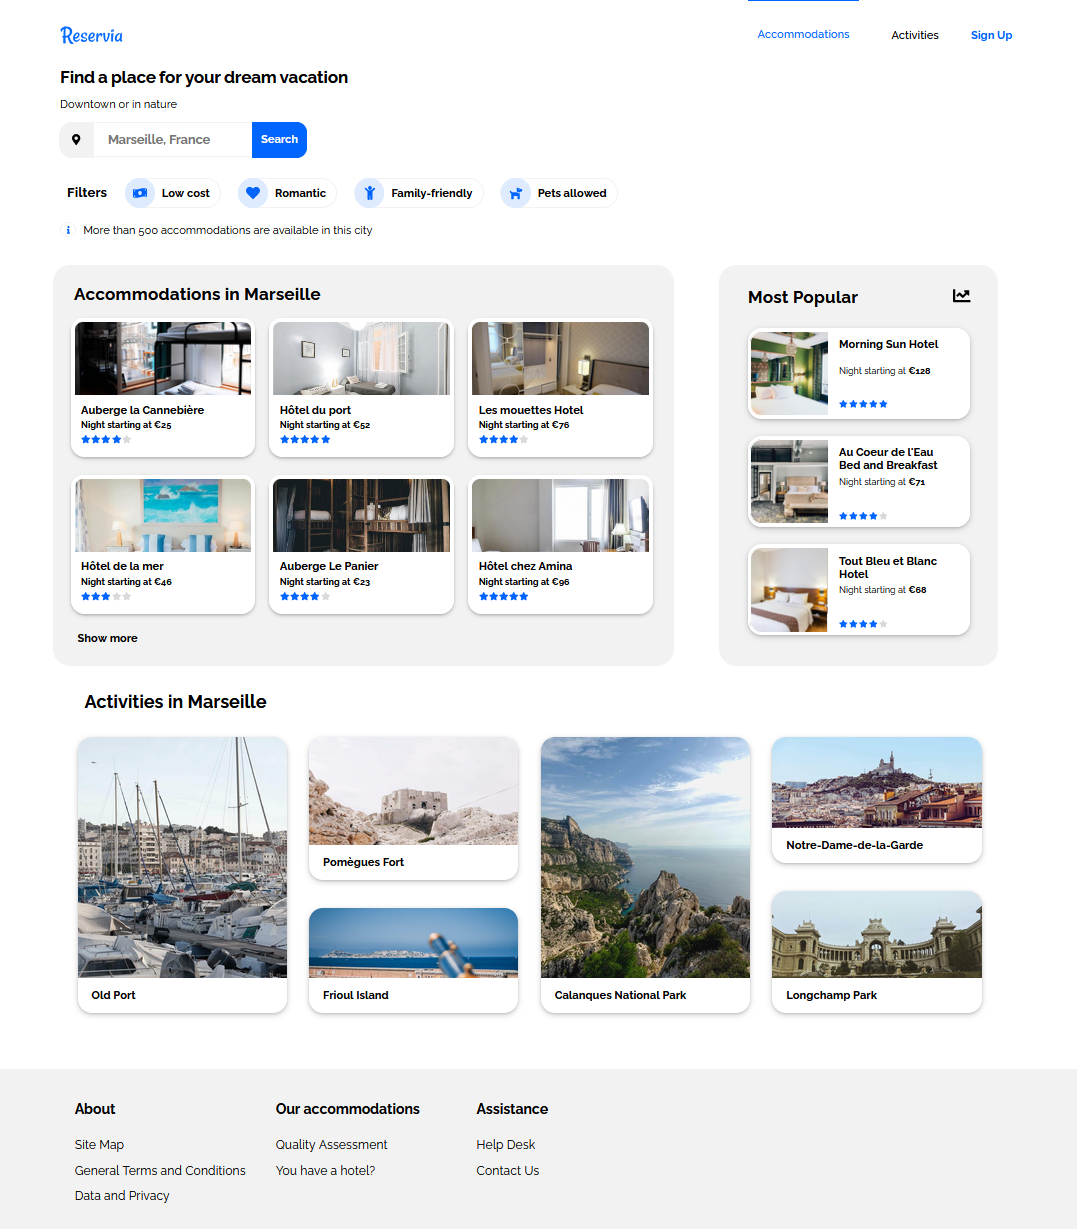 Reservia
Accommodations
Activities
Sign Up
Find a place for your dream vacation
Downtown or in nature
Marseille, France
Search
Filters
Low cost
Romantic
Family-friendly
Pets allowed
More than 500 accommodations are available in this city
Accommodations in Marseille
Auberge la Cannebière
Night starting at €25
Hôtel du port
Night starting at €52
Les mouettes Hotel
Night starting at €76
Hôtel de la mer
Night starting at €46
Auberge Le Panier
Night starting at €23
Hôtel chez Amina
Night starting at €96
Show more
Most Popular
Morning Sun Hotel
Night starting at €128
Au Coeur de l'Eau
Bed and Breakfast
Night starting at €71
Tout Bleu et Blanc
Hotel
Night starting at €68
Activities in Marseille
Old Port
Pomègues Fort
Frioul Island
Calanques National Park
Notre-Dame-de-la-Garde
Longchamp Park
About
Site Map
General Terms and Conditions
Data and Privacy
Our accommodations
Quality Assessment
You have a hotel?
Assistance
Help Desk
Contact Us